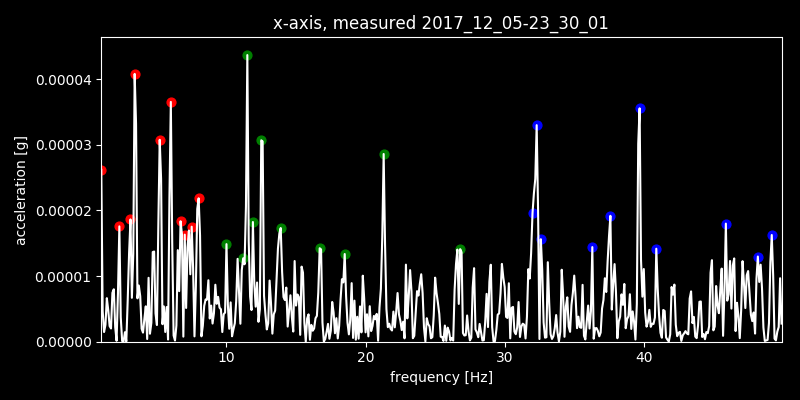 x-axis, measured 2017_12_05-23_30_01
acceleration [g]
0.00004
0.00003
0.00002
0.00001
0.00000
10 20 30 40
frequency [Hz]